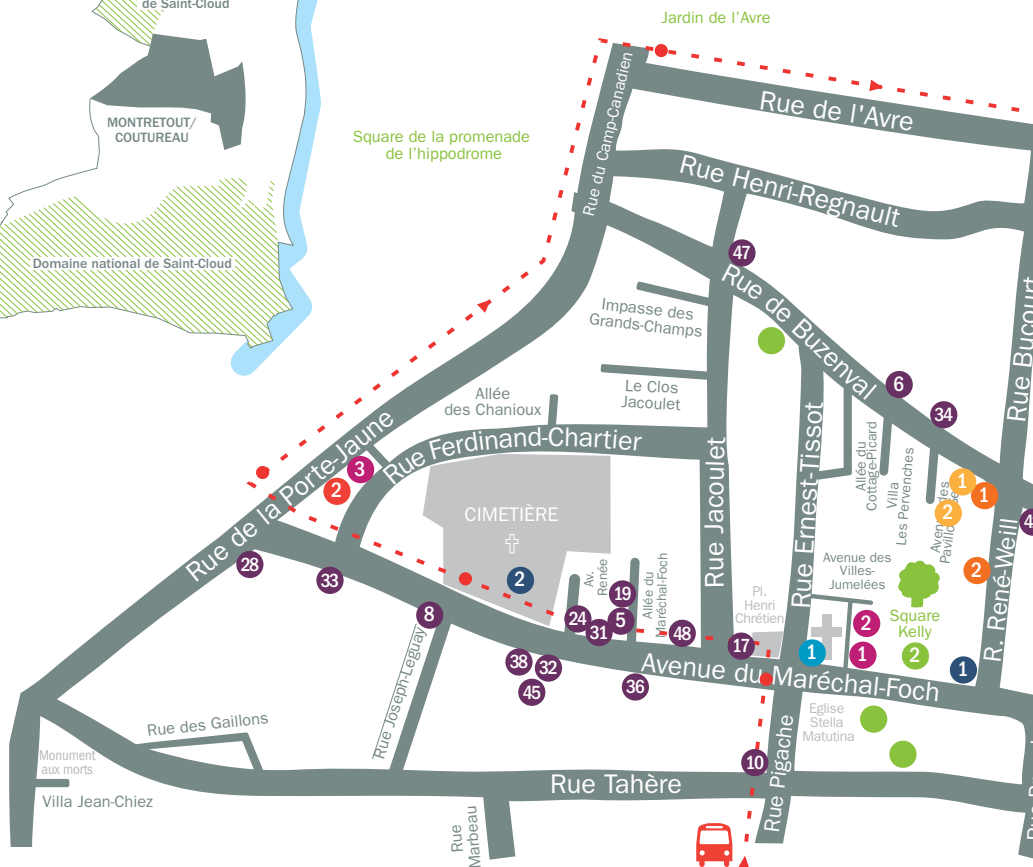 de Saint-Cloud
Jardin de l'Avre
MONTRETOUT/
COUTUREAU
Square de la promenade
de l'hippodrome
Domaine national de Saint-Cloud
Rue du Camp-Canadien
Rue de l'Avre
Rue Henri-Regnault
47
Rue de Buzenval
Rue Bucourt
Impasse des
Grands-Champs
Le Clos
Jacoulet
Allée
des Chanioux
6
34
Rue de la Porte-Jaune
Rue Ferdinand-Chartier
3
2
CIMETIÈRE
2
Rue Jacoulet
Rue Ernest-Tissot
Allée du
Cottage-Picard
Villa
Les Pervenches
1
1
2
4
2
R. René-Weill
28
33
8
Av.
Renée
Allée du
Maréchal-Foch
19
24
5
31
48
17
Pl.
Henri
Chrétien
Avenue des
Villes-
Jumelées
Square
Kelly
2
2
1
1
1
38
32
45
36
Avenue du Maréchal-Foch
Eglise
Stella
Matutina
Rue Joseph-Leguay
Rue des Gaillons
Monument
aux morts
Villa Jean-Chiez
Rue Tahère
10
Rue Pigache
Rue
Marbeau